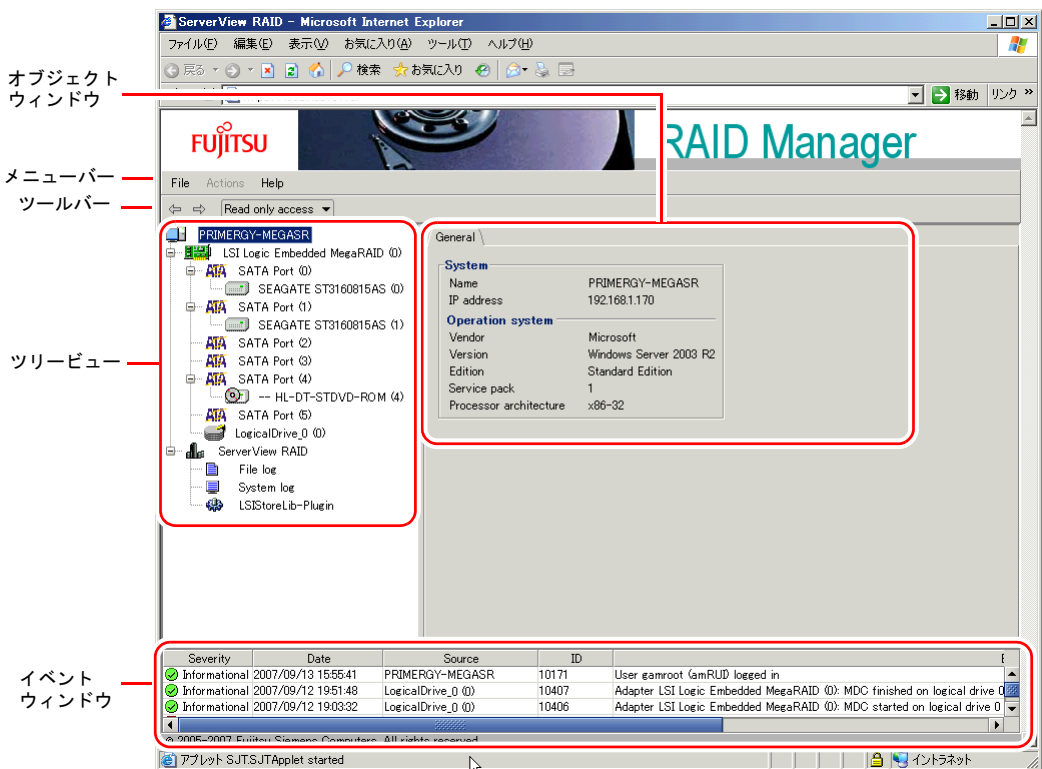 ServerView RAID - Microsoft Internet Explorer
ファイル(F) 編集(E) 表示(V) お気に入り(A) ツール(T) ヘルプ(H)
戻る 検索 お気に入り
移動 リンク »
オブジェクト
ウィンドウ
FUJITSU
RAID Manager
メニューバー
File Actions Help
ツールバー
Read only access
ツリービュー
PRIMERGY-MEGASR
LSI Logic Embedded MegaRAID (0)
SATA Port (0)
SEAGATE ST3160815AS (0)
SATA Port (1)
SEAGATE ST3160815AS (1)
SATA Port (2)
SATA Port (3)
SATA Port (4)
-- HL-DT-STDVD-ROM (4)
SATA Port (5)
LogicalDrive_0 (0)
ServerView RAID
File log
System log
LSIStoreLib-Plugin
General
System
Name PRIMERGY-MEGASR
IP address 192.168.1.170
Operation system
Vendor Microsoft
Version Windows Server 2003 R2
Edition Standard Edition
Service pack 1
Processor architecture x86-32
イベント
ウィンドウ
Severity Date Source ID
Informational 2007/09/13 15:55:41 PRIMERGY-MEGASR 10171 User gamroot (amRUD) logged in
Informational 2007/09/12 19:51:48 LogicalDrive_0 (0) 10407 Adapter LSI Logic Embedded MegaRAID (0): MDC finished on logical drive 0
Informational 2007/09/12 19:03:32 LogicalDrive_0 (0) 10406 Adapter LSI Logic Embedded MegaRAID (0): MDC started on logical drive 0
© 2005-2007 Fujitsu Siemens Computers. All rights reserved
アプレット SJT.SJTApplet started
イントラネット